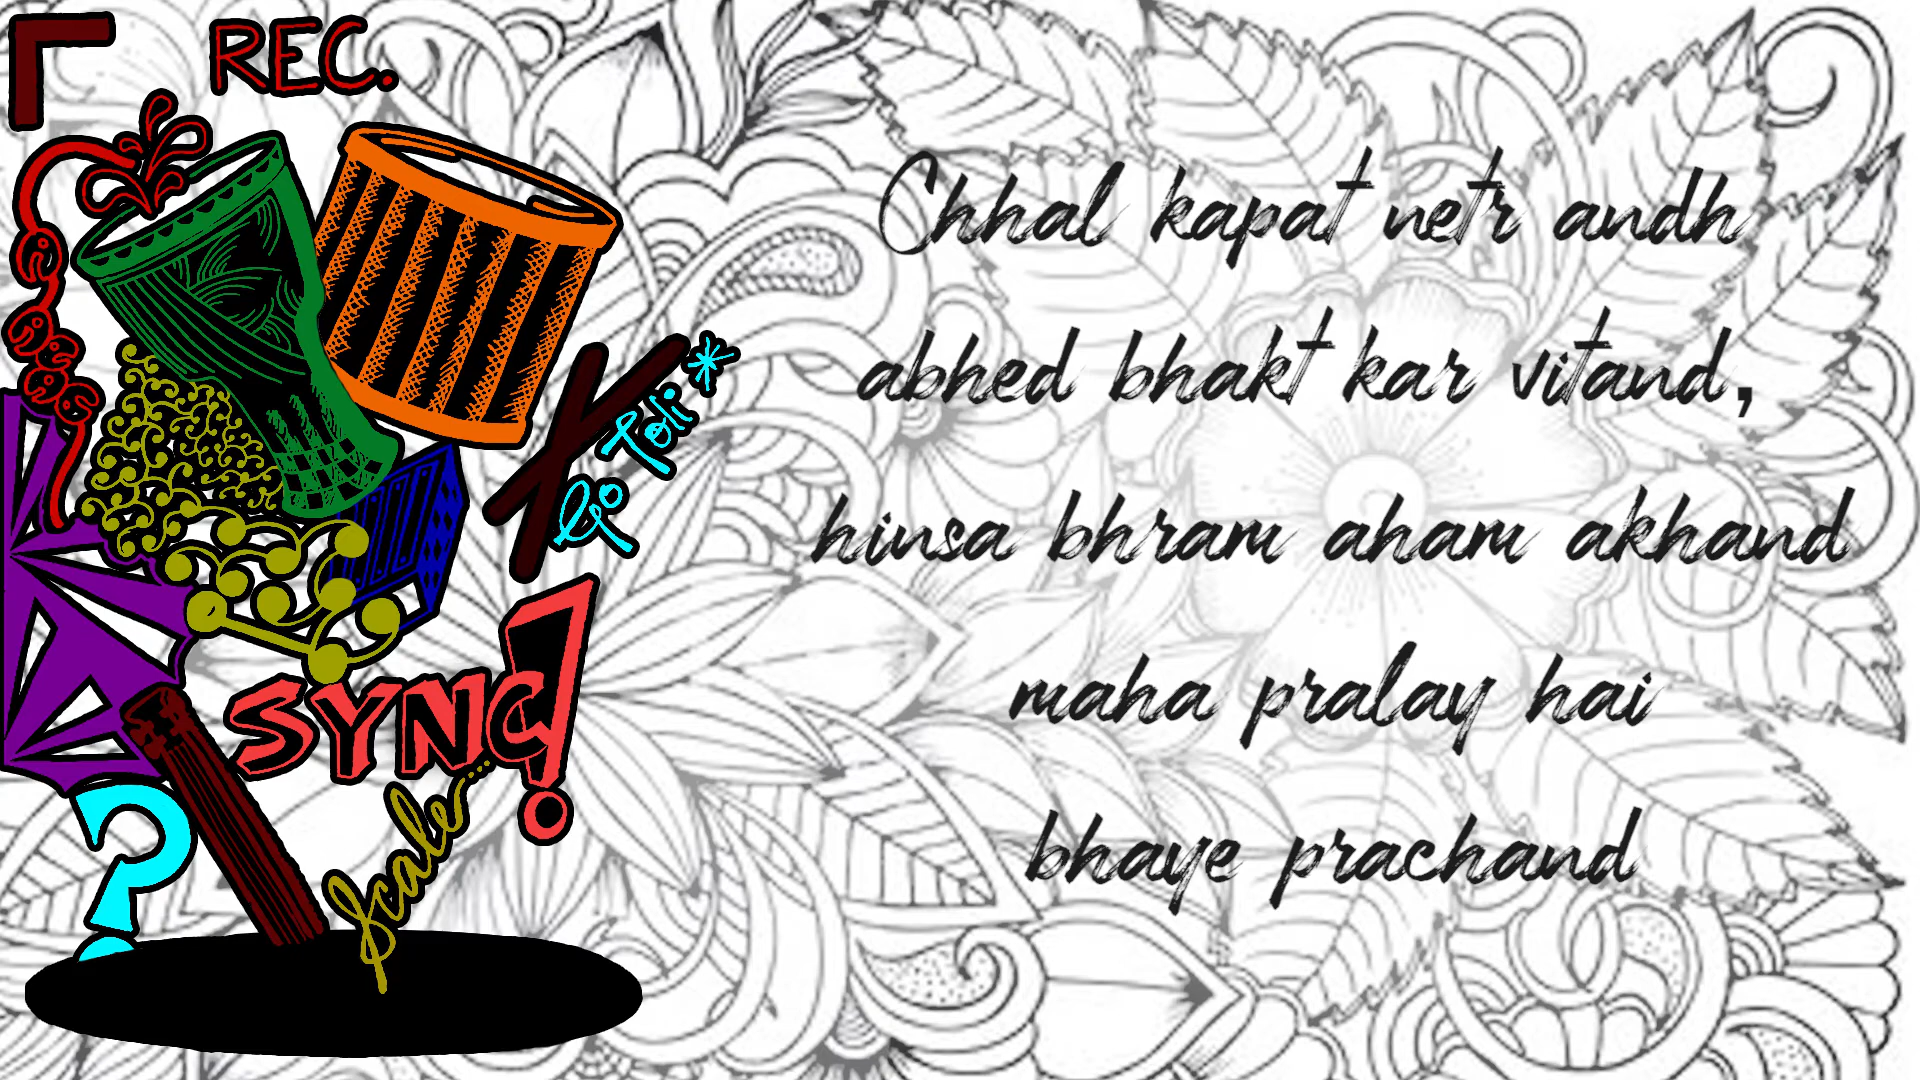 REC.
Go Toli*
SYNC!
Scale....
?
Chhal kapat netr andh
abhed bhakt kar vitand,
hinsa bhram aham akhand
maha pralay hai
bhaye prachand